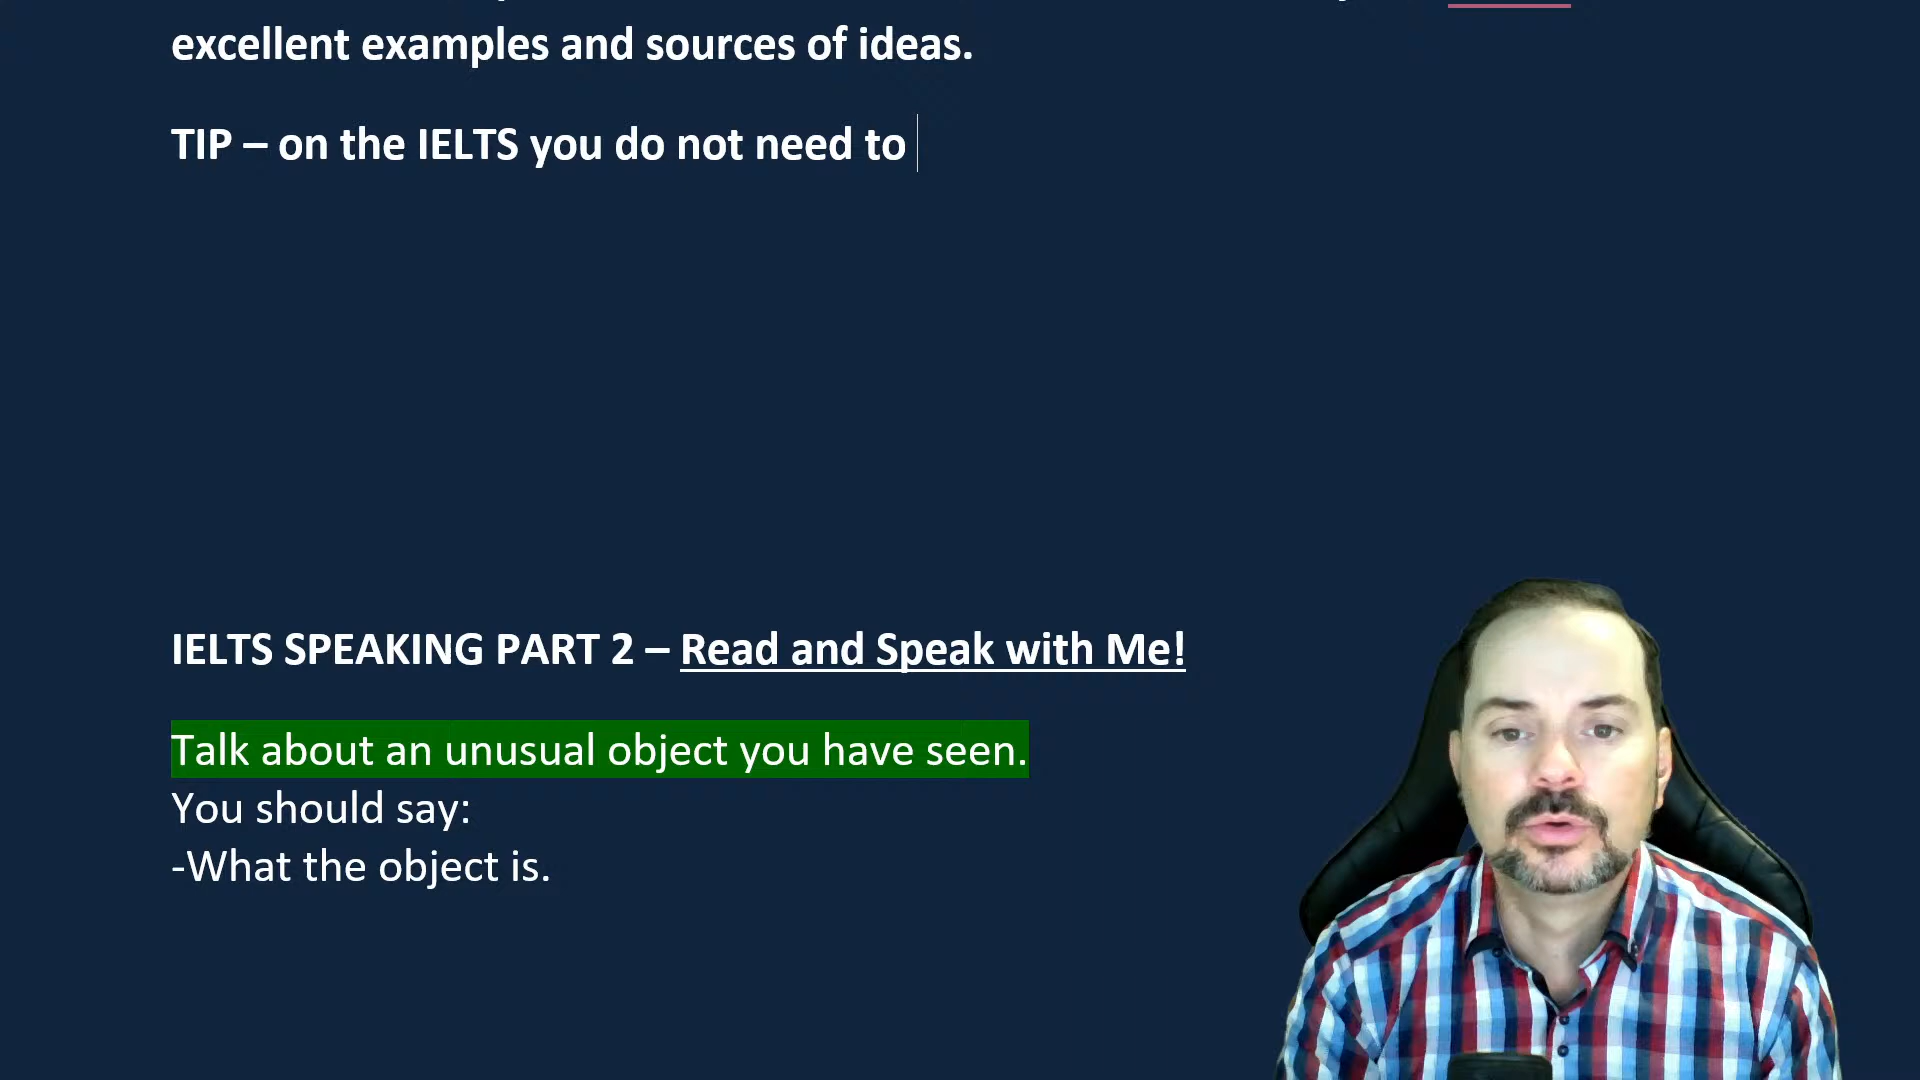 excellent examples and sources of ideas.
TIP – on the IELTS you do not need to
IELTS SPEAKING PART 2 – Read and Speak with Me!
Talk about an unusual object you have seen.
You should say:
-What the object is.